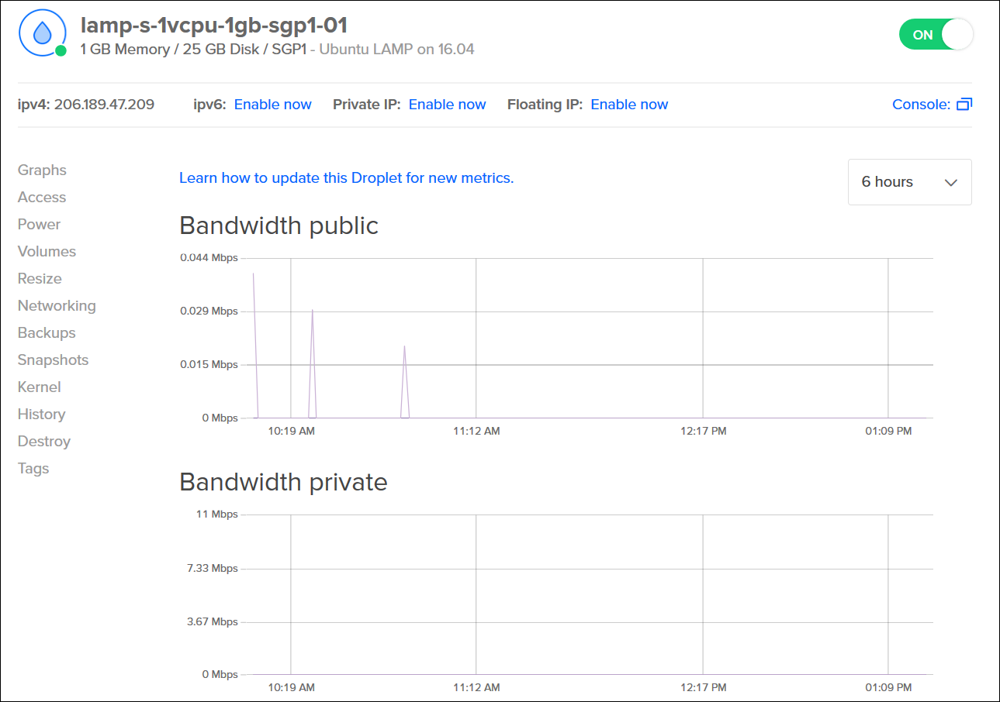 lamp-s-1vcpu-1gb-sgp1-01
1 GB Memory / 25 GB Disk / SGP1 - Ubuntu LAMP on 16.04
ON
ipv4: 206.189.47.209 ipv6: Enable now Private IP: Enable now Floating IP: Enable now Console:
Graphs
Access
Power
Volumes
Resize
Networking
Backups
Snapshots
Kernel
History
Destroy
Tags
Learn how to update this Droplet for new metrics.
6 hours
Bandwidth public
0.044 Mbps
0.029 Mbps
0.015 Mbps
0 Mbps
10:19 AM 11:12 AM 12:17 PM 01:09 PM
Bandwidth private
11 Mbps
7.33 Mbps
3.67 Mbps
0 Mbps
10:19 AM 11:12 AM 12:17 PM 01:09 PM